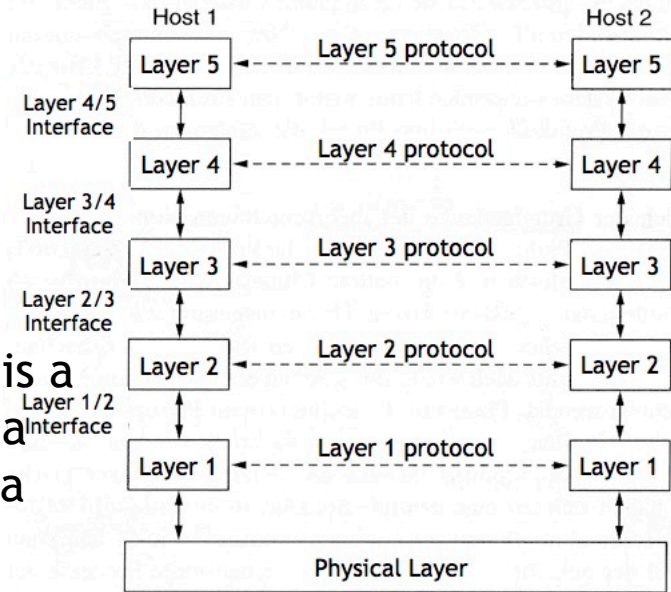 Host 1 Host 2
Layer 5 Layer 5 protocol Layer 5
Layer 4/5
Interface
Layer 4 Layer 4 protocol Layer 4
Layer 3/4
Interface
Layer 3 Layer 3 protocol Layer 3
Layer 2/3
Interface
Layer 2 Layer 2 protocol Layer 2
is a
Layer 1/2
a
Interface
Layer 1 Layer 1 protocol Layer 1
a
Physical Layer